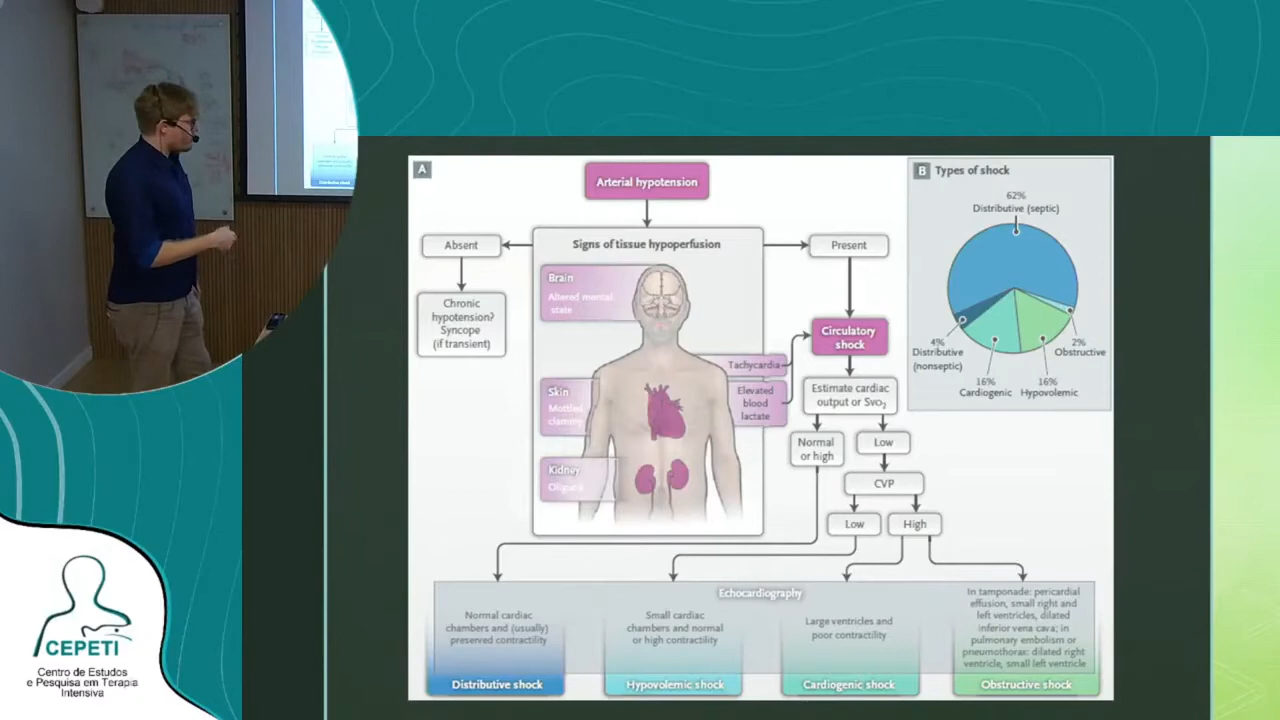 A
Arterial hypotension
Absent
Signs of tissue hypoperfusion
Present
Chronic
hypotension?
Syncope
(if transient)
Brain
Altered mental
state
Skin
Mottled,
clammy
Kidney
Oliguria
Tachycardia
Elevated
blood
lactate
Circulatory
shock
Estimate cardiac
output or SvO₂
Normal
or high
Low
CVP
Low
High
Echocardiography
Normal cardiac
chambers and (usually)
preserved contractility
Distributive shock
Small cardiac
chambers and normal
or high contractility
Hypovolemic shock
Large ventricles and
poor contractility
Cardiogenic shock
In tamponade: pericardial
effusion, small right and
left ventricles, dilated
inferior vena cava; in
pulmonary embolism or
pneumothorax: dilated right
ventricle, small left ventricle
Obstructive shock
B Types of shock
62%
Distributive (septic)
4%
Distributive
(nonseptic)
16%
Cardiogenic
16%
Hypovolemic
2%
Obstructive
CEPETI
Centro de Estudos
e Pesquisa em Terapia
Intensiva
Distributive shock